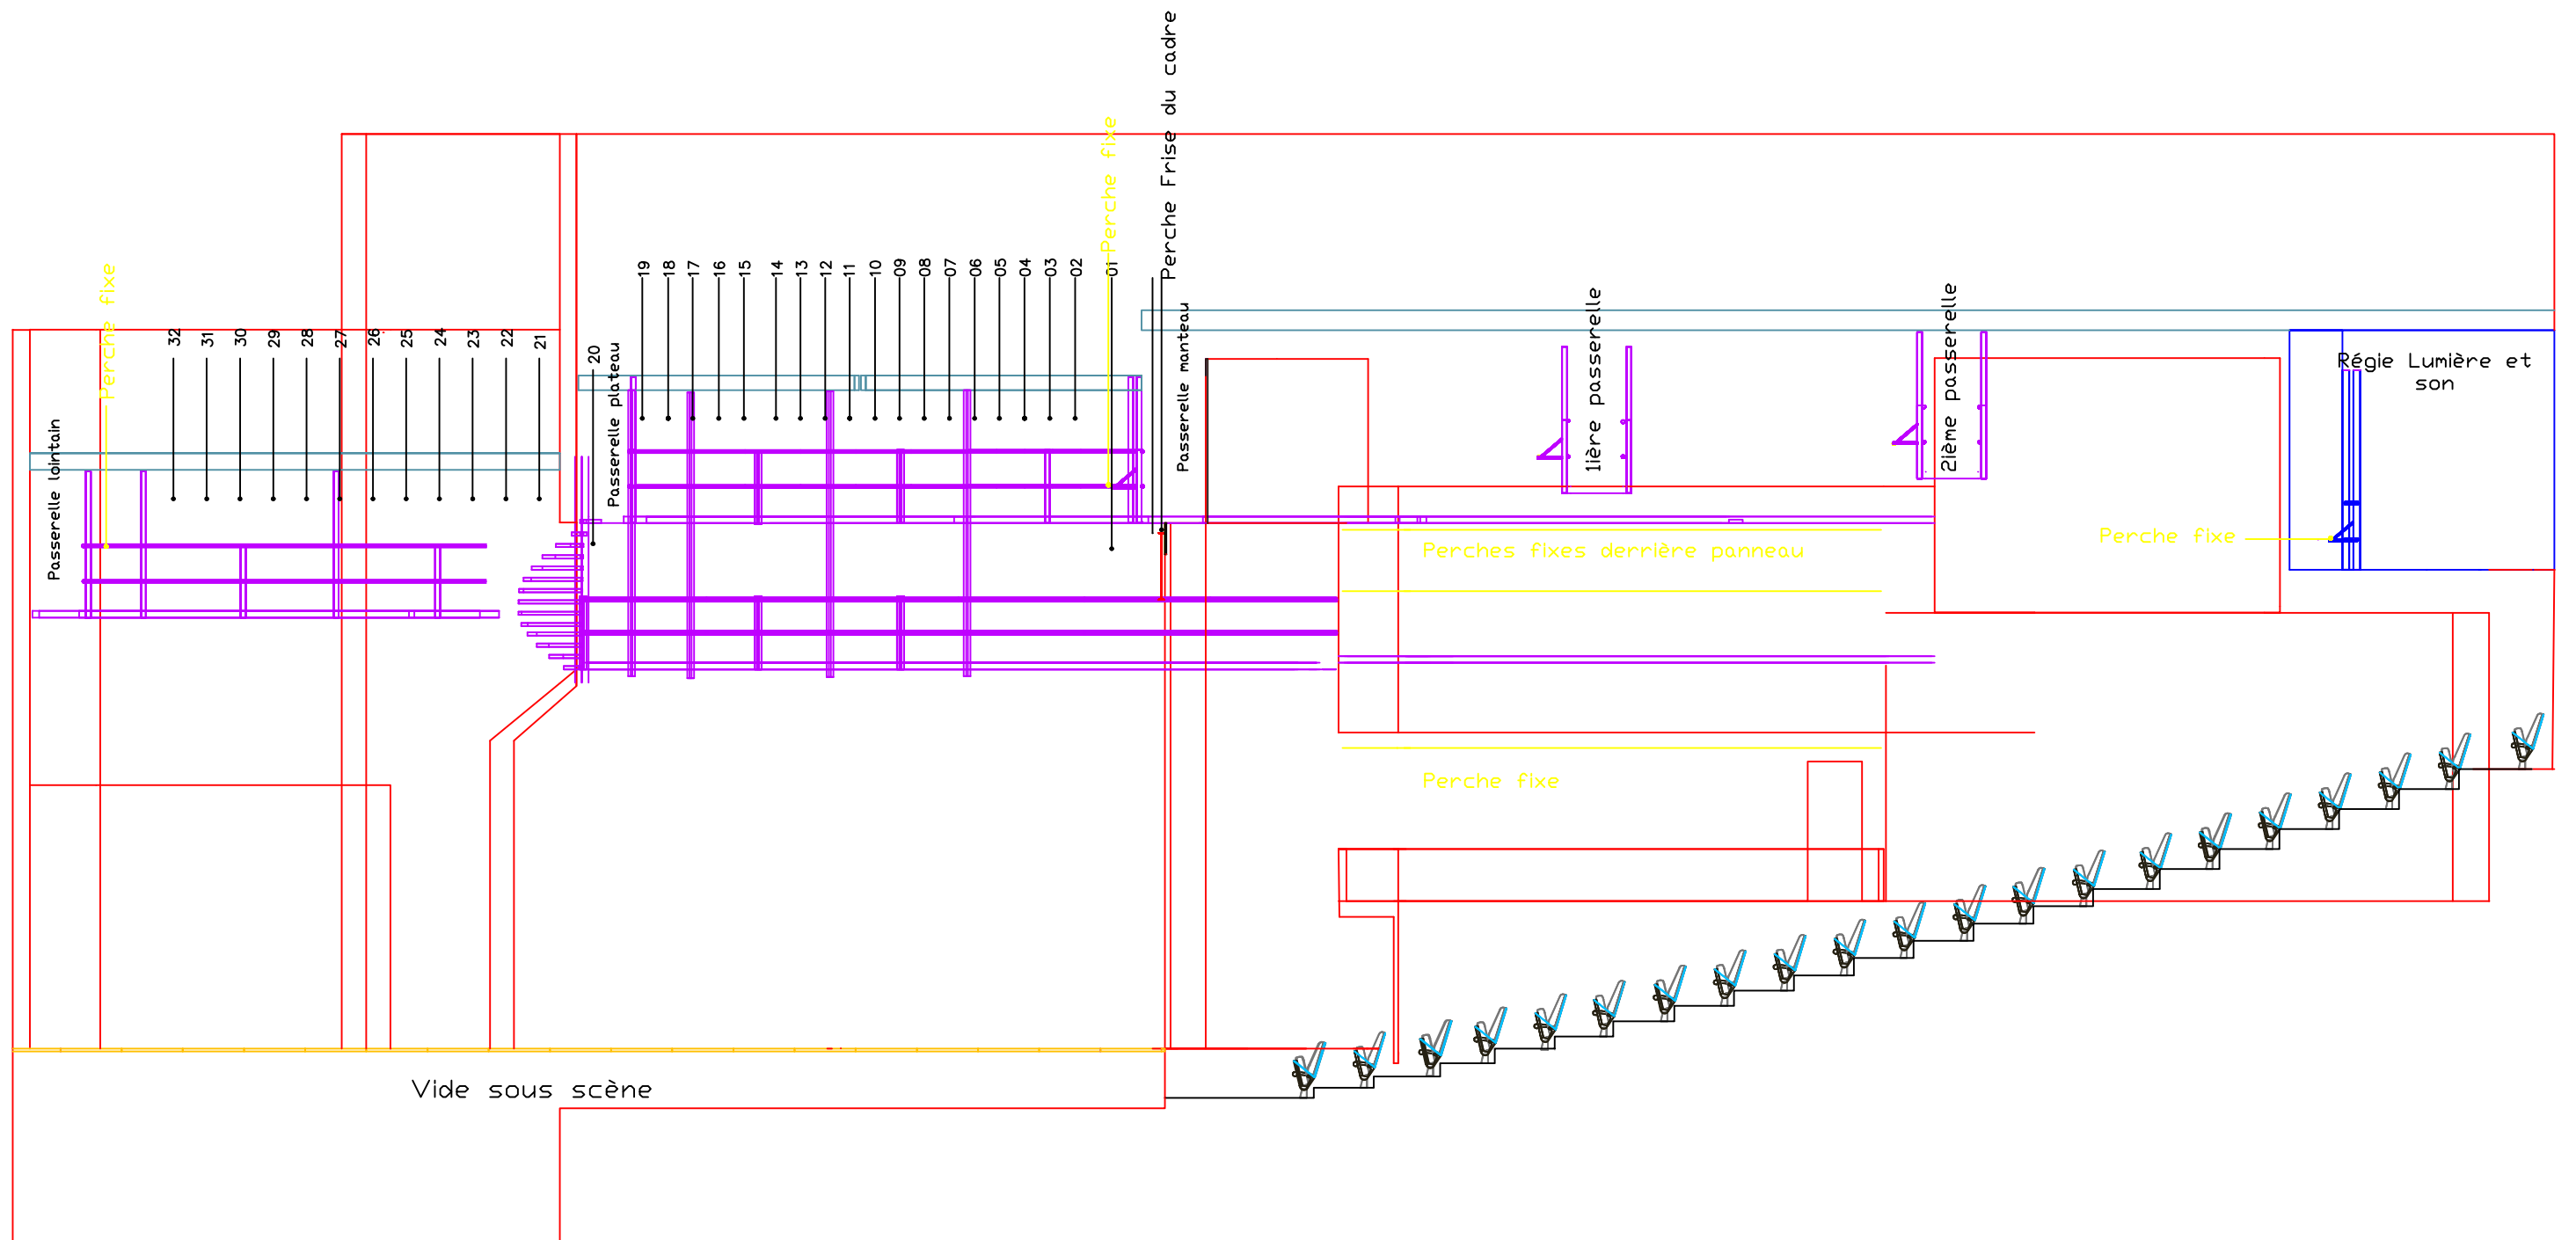 Perche Frise du cadre
Perche fixe
Perche fixe
19
18
17
16
15
14
13
12
11
10
09
08
07
06
05
04
03
02
01
32
31
30
29
28
27
26
25
24
23
22
21
20
Passerelle lointain
Passerelle plateau
Passerelle manteau
1ière passerelle
2ième passerelle
Régie Lumière et
son
Perches fixes derrière panneau
Perche fixe
Perche fixe
Vide sous scène